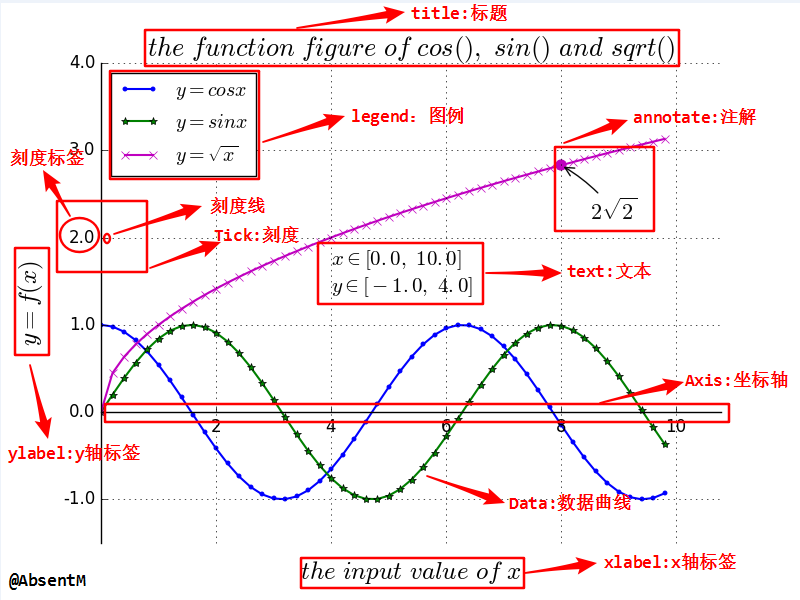 title:标题
the function figure of cos(), sin() and sqrt()
4.0
y=cosx
y=sinx
y=√x
legend: 图例
annotate:注解
刻度标签
3.0
刻度线
2√2
2.0
Tick:刻度
x∈[0.0, 10.0]
y∈[−1.0, 4.0]
text:文本
y=f(x)
1.0
Axis:坐标轴
0.0
2 4 6 8 10
ylabel:y轴标签
-1.0
Data:数据曲线
xlabel:x轴标签
the input value of x
@AbsentM